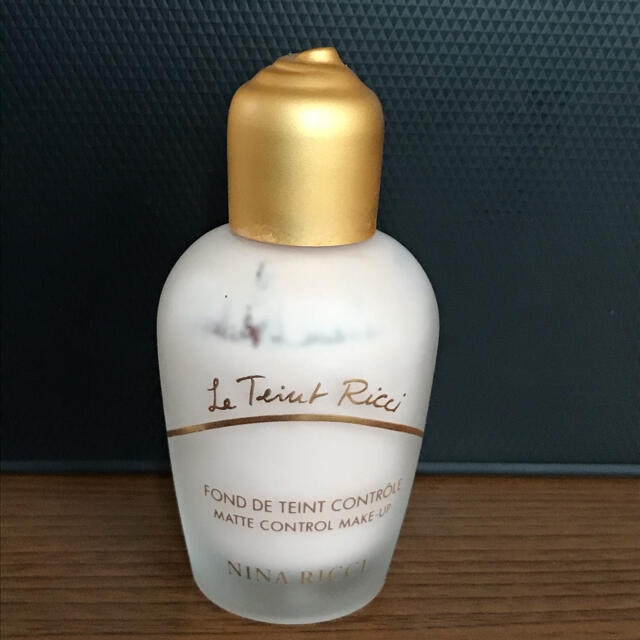 Le Teint Ricci
FOND DE TEINT CONTRÔLE
MATTE CONTROL MAKE-UP
NINA RICCI